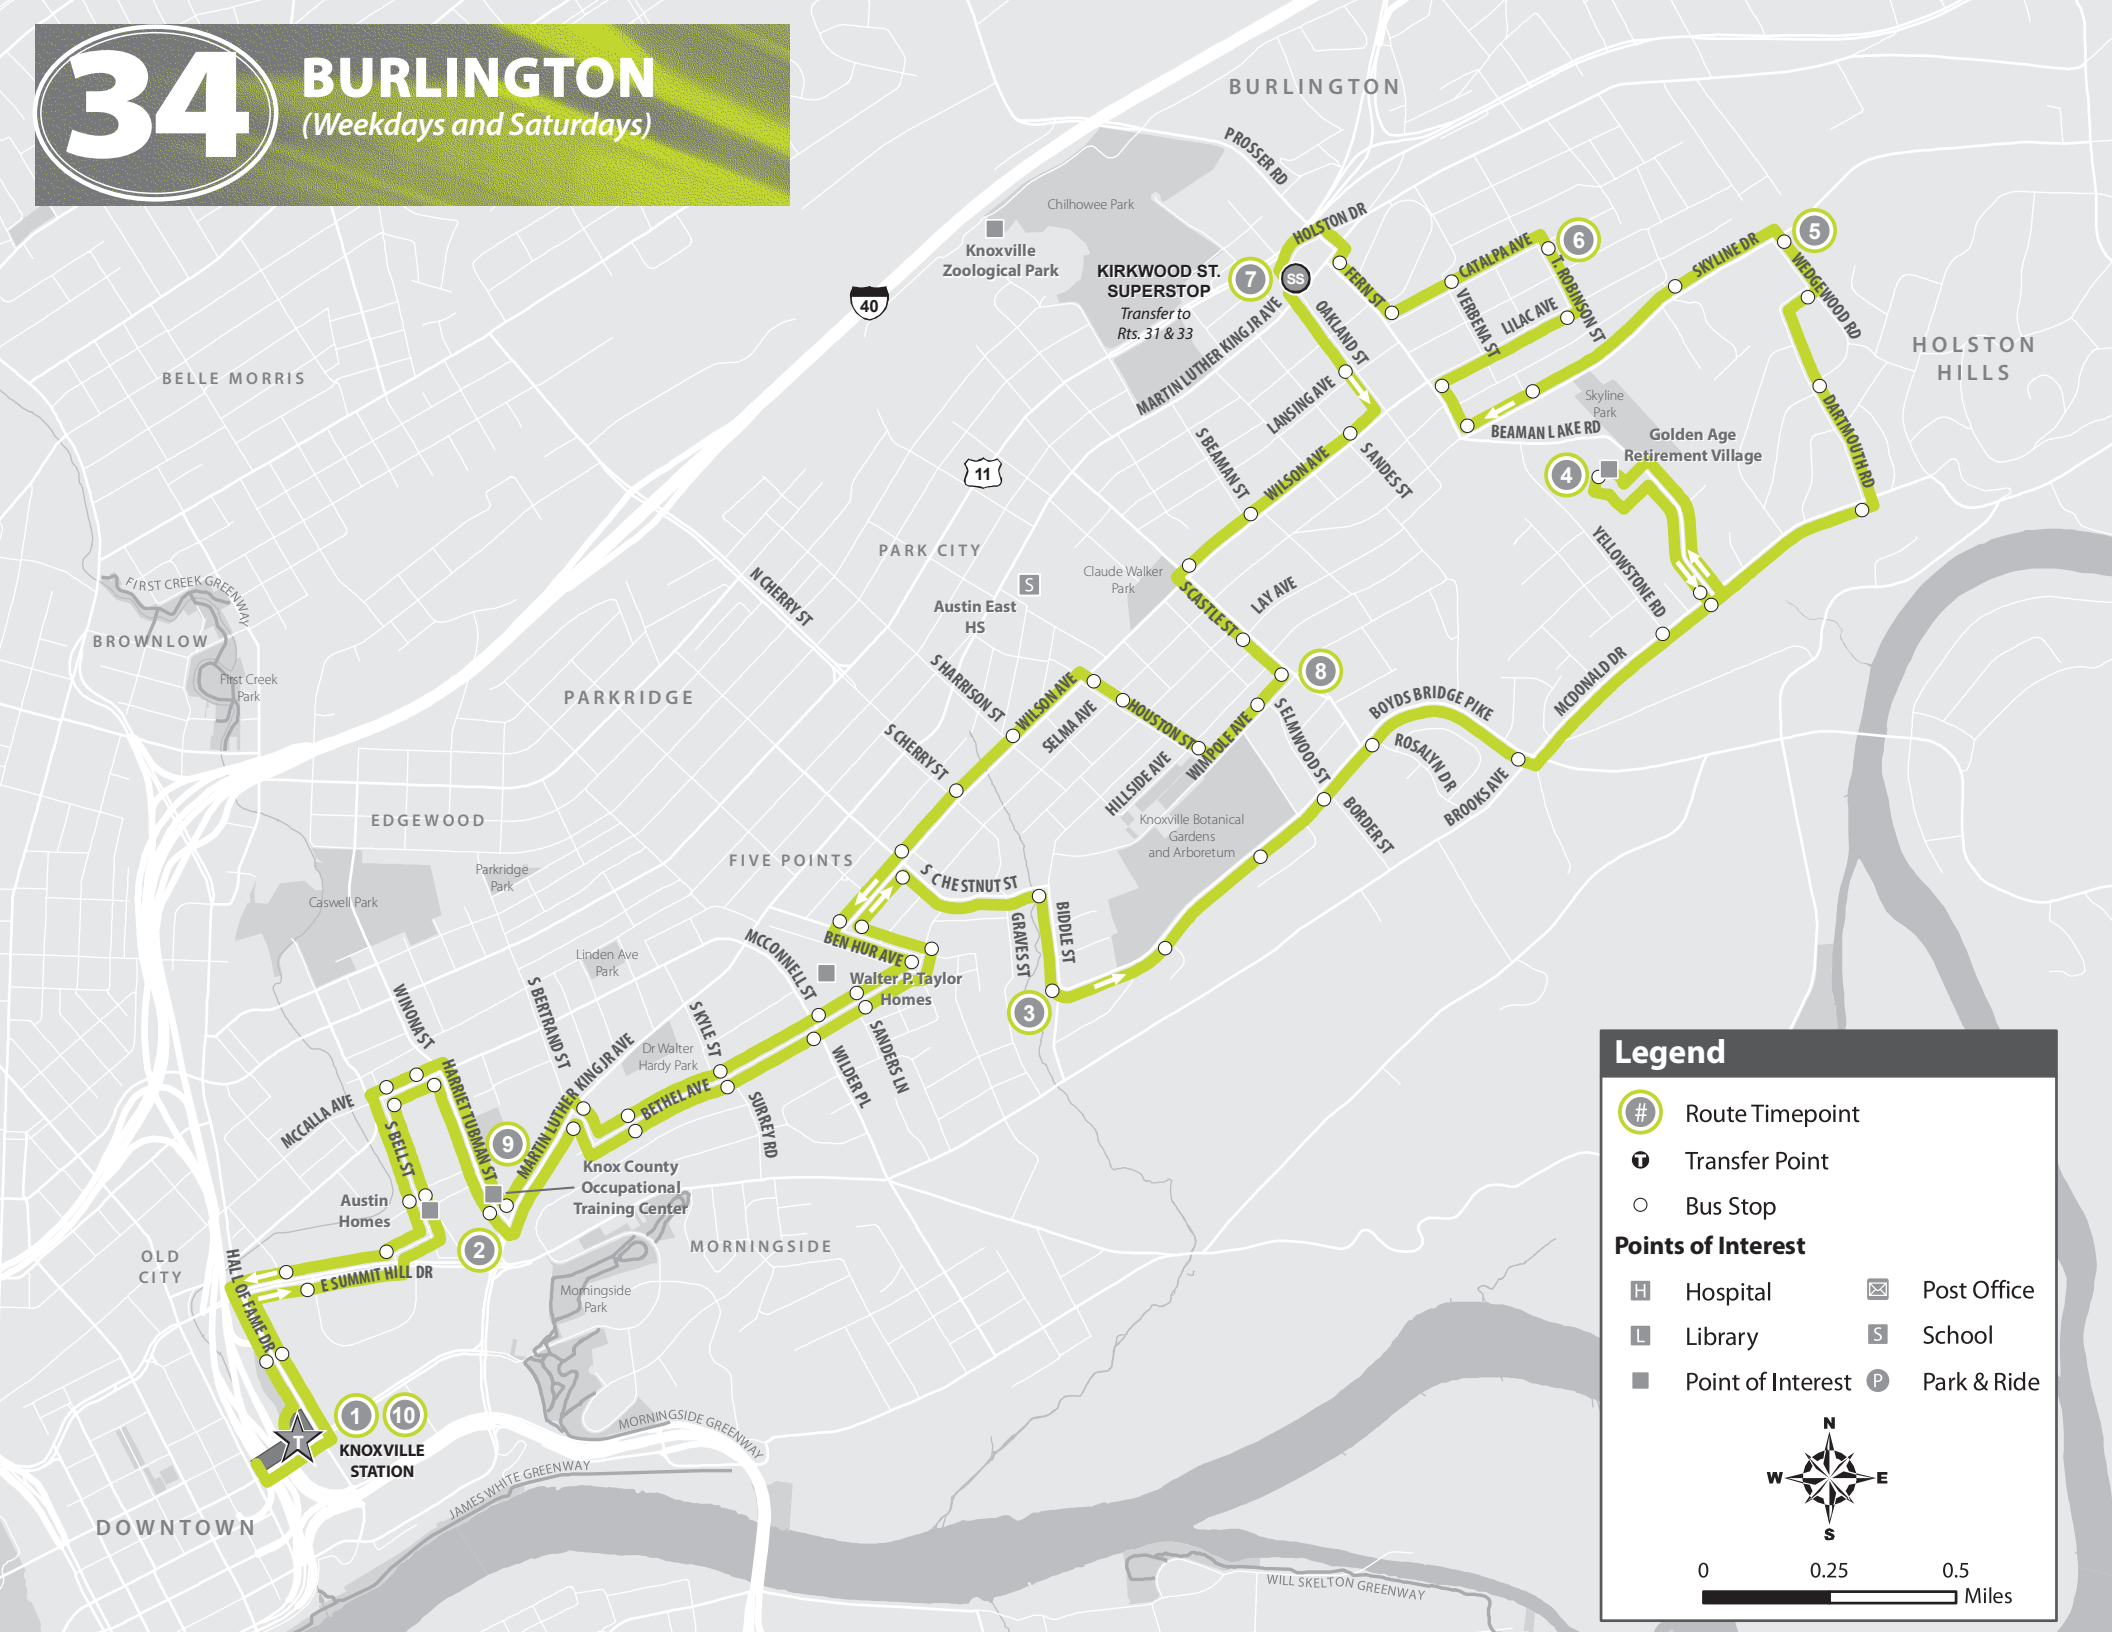 34
BURLINGTON
(Weekdays and Saturdays)
BURLINGTON
PROSSER RD
Chilhowee Park
Knoxville
Zoological Park
HOLSTON DR
KIRKWOOD ST.
SUPERSTOP
Transfer to
Rts. 31 & 33
7
SS
FERN ST
CATALPA AVE
6
T. ROBINSON ST
VERBENA ST
LILAC AVE
SKYLINE DR
5
WEDGEWOOD RD
HOLSTON
HILLS
40
MARTIN LUTHER KING JR AVE
OAKLAND ST
LANSING AVE
BELLE MORRIS
Skyline
Park
BEAMAN LAKE RD
Golden Age
Retirement Village
DARTMOUTH RD
4
S BEAMAN ST
WILSON AVE
SANDES ST
11
PARK CITY
S
Austin East
HS
Claude Walker
Park
N CHERRY ST
FIRST CREEK GREENWAY
BROWNLOW
First Creek
Park
S CASTLE ST
LAY AVE
YELLOWSTONE RD
8
PARKRIDGE
S HARRISON ST
WILSON AVE
SELMA AVE
HOUSTON ST
S CHERRY ST
HILLSIDE AVE
WIMPOLE AVE
S ELMWOOD ST
BOYDS BRIDGE PIKE
MCDONALD DR
ROSALYN DR
BROOKS AVE
BORDER ST
Knoxville Botanical
Gardens
and Arboretum
EDGEWOOD
FIVE POINTS
Parkridge
Park
Caswell Park
S CHESTNUT ST
GRAVES ST
BIDDLE ST
3
BEN HUR AVE
MCCONNELL ST
Walter P. Taylor
Homes
Linden Ave
Park
WINONA ST
S BERTRAND ST
S KYLE ST
Dr Walter
Hardy Park
SANDERS LN
WILDER PL
SURREY RD
BETHEL AVE
MARTIN LUTHER KING JR AVE
MCCALLA AVE
HARRIET TUBMAN ST
S BELL ST
9
Knox County
Occupational
Training Center
Austin
Homes
2
OLD
CITY
MORNINGSIDE
HALL OF FAME DR
E SUMMIT HILL DR
Morningside
Park
1
10
T
KNOXVILLE
STATION
MORNINGSIDE GREENWAY
JAMES WHITE GREENWAY
DOWNTOWN
WILL SKELTON GREENWAY
Legend
# Route Timepoint
T Transfer Point
Bus Stop
Points of Interest
H Hospital
Post Office
L Library
S School
Point of Interest
P Park & Ride
N
W E
S
0 0.25 0.5
Miles